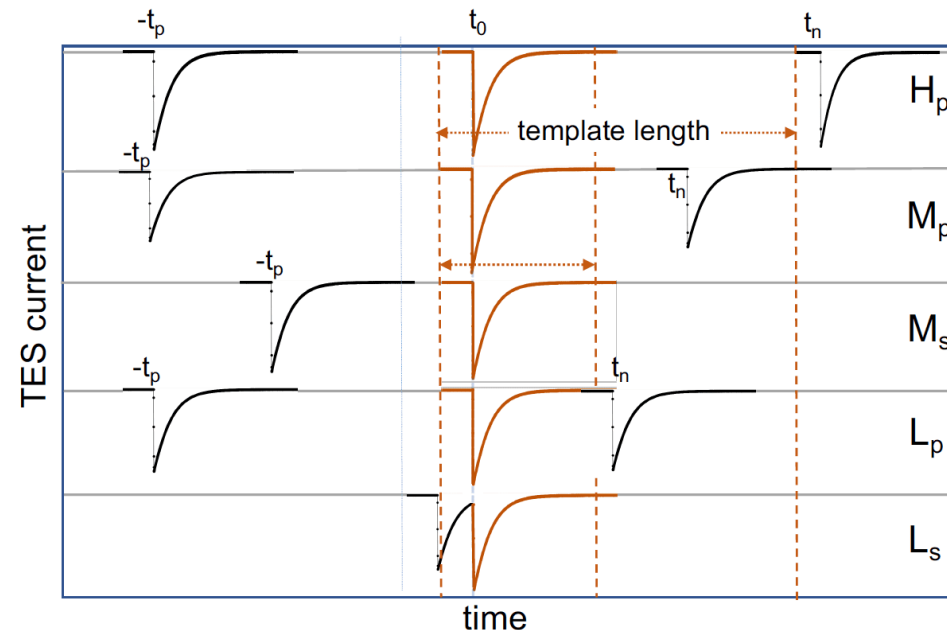 -tₚ t₀ tₙ
Hₚ
template length
-tₚ tₙ Mₚ
-tₚ Mₛ
-tₚ tₙ Lₚ
Lₛ
TES current
time